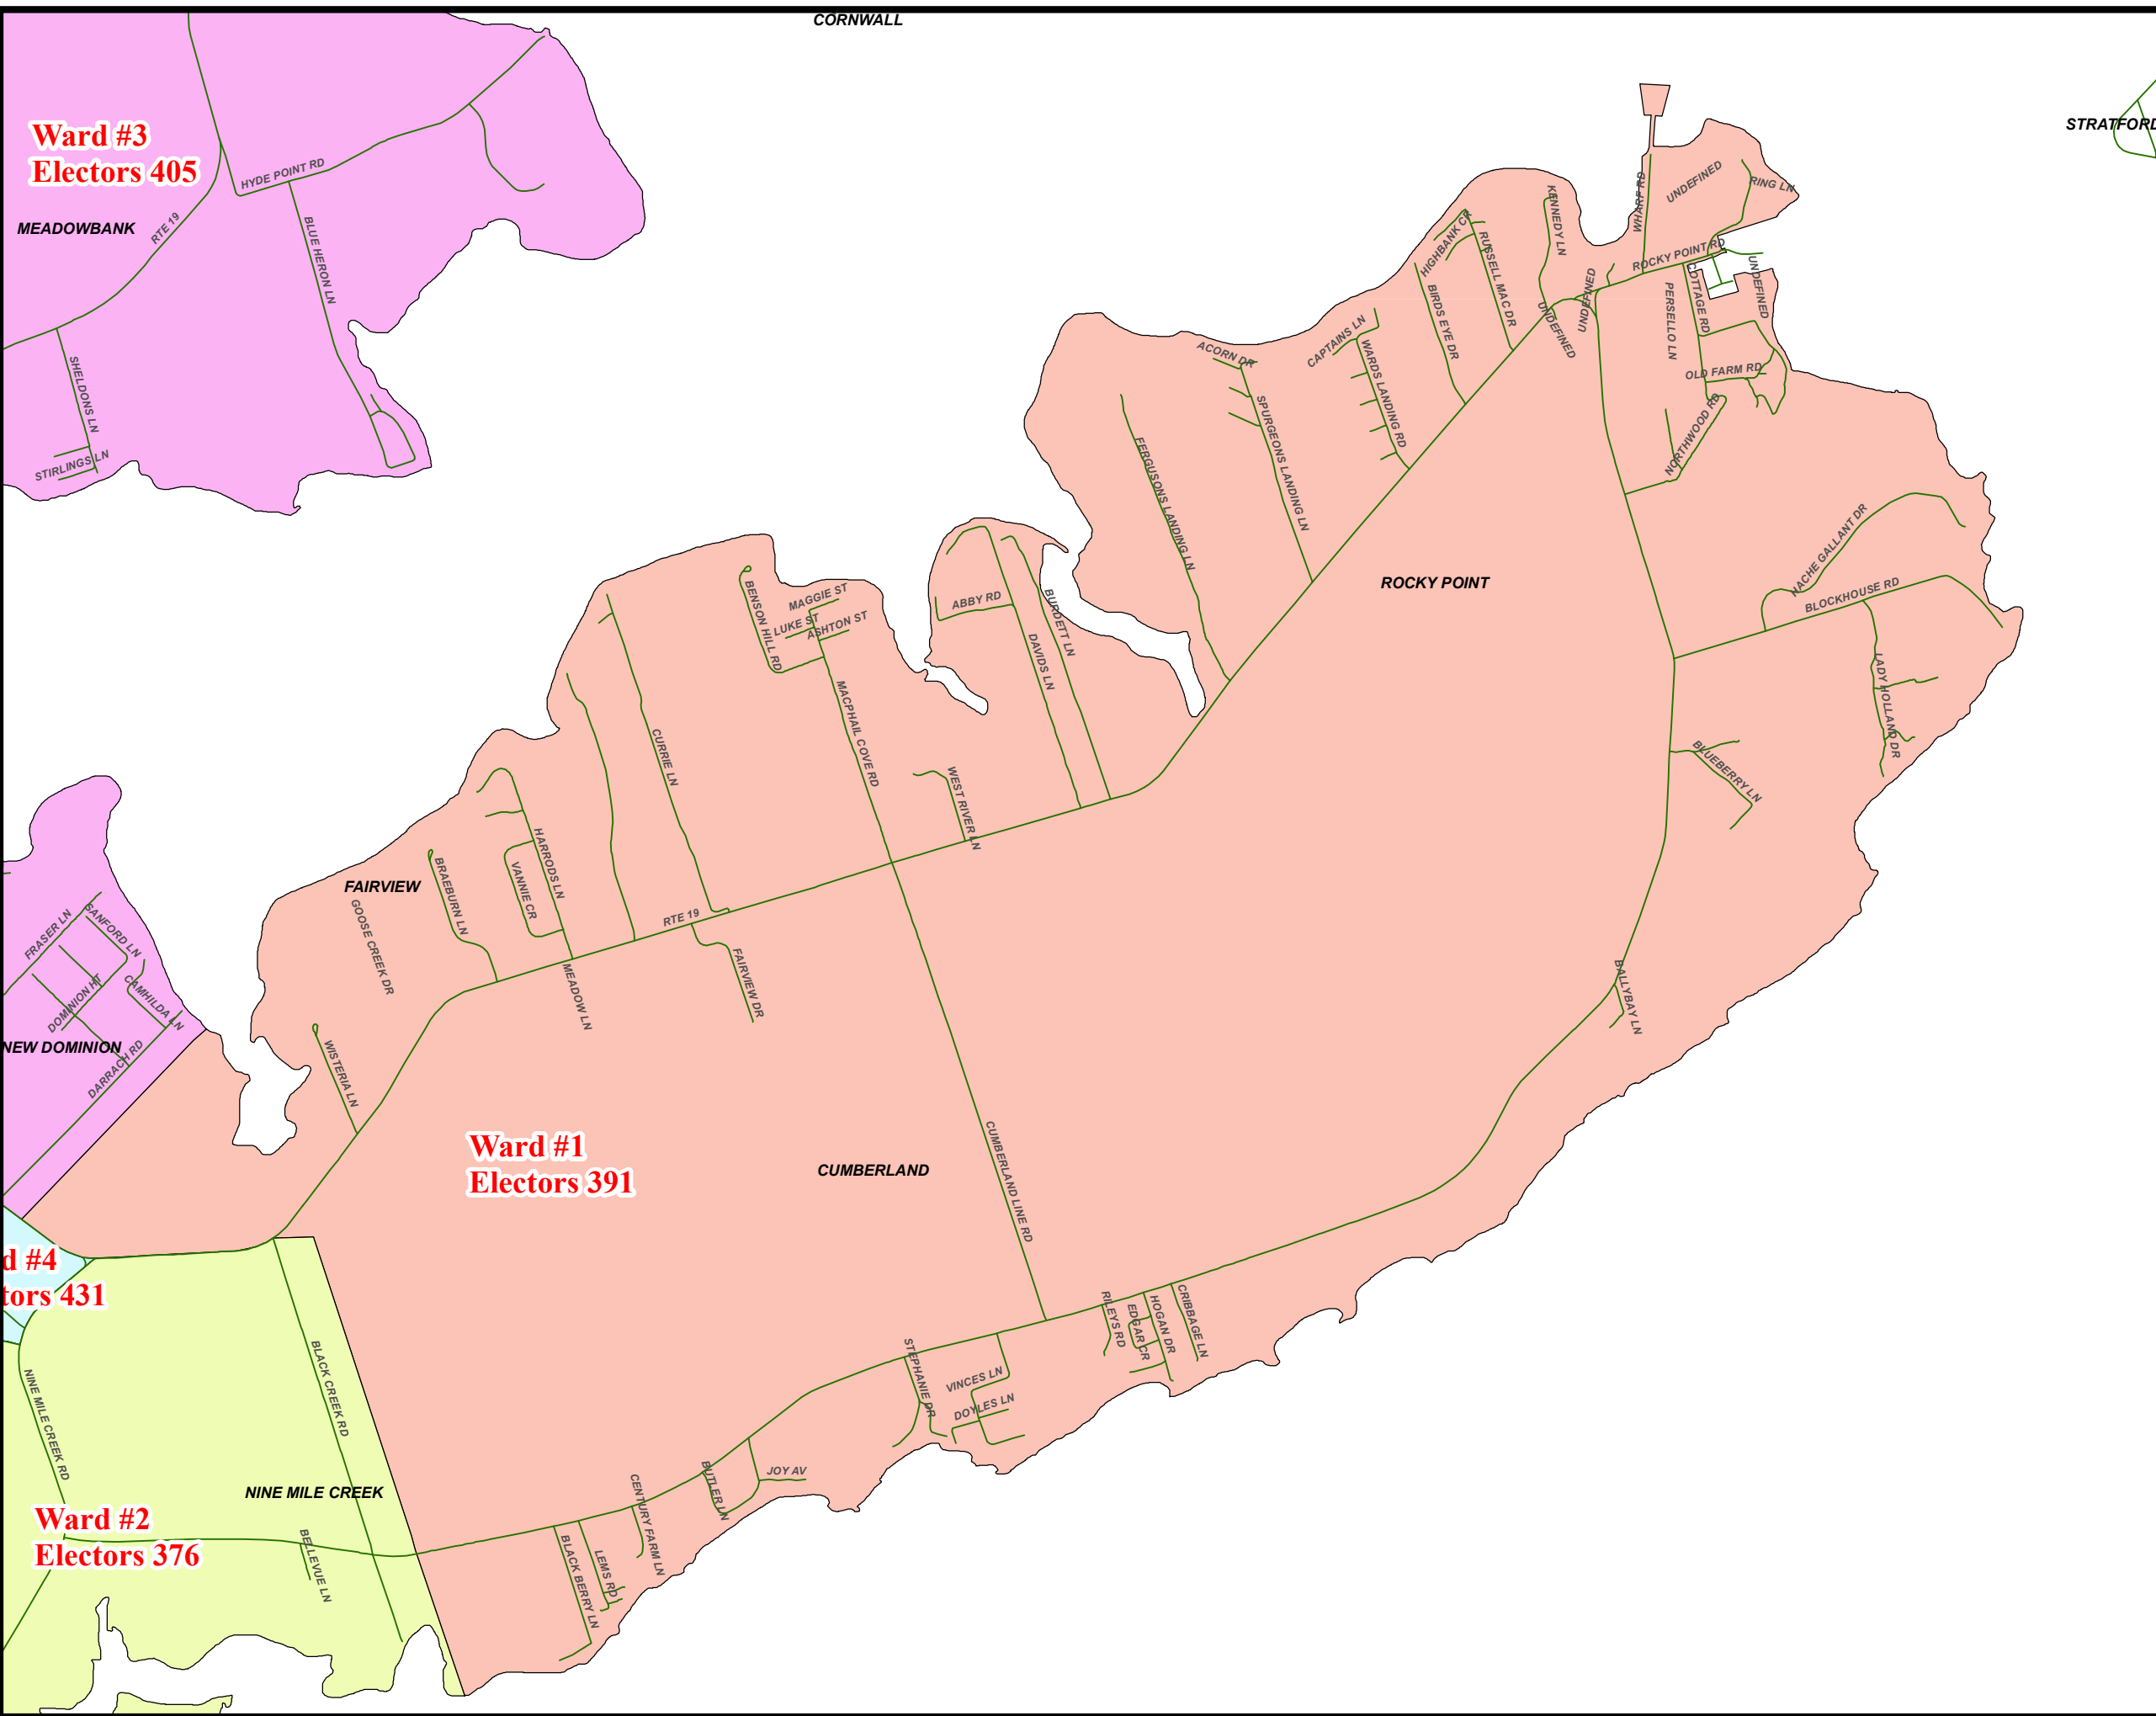 CORNWALL
STRATFORD
Ward #3
Electors 405
MEADOWBANK
HYDE POINT RD
RTE 19
BLUE HERON LN
SHELDONS LN
STIRLINGS LN
WHARF RD
UNDEFINED
RING LN
KENNEDY LN
HIGHBANK CR
RUSSELL MAC DR
ROCKY POINT RD
UNDEFINED
UNDEFINED
UNDEFINED
COTTAGE RD
PERSELLO LN
BIRDS EYE DR
CAPTAINS LN
WARDS LANDING RD
ACORN DR
SPURGEONS LANDING LN
FERGUSONS LANDING LN
OLD FARM RD
NORTHWOOD RD
HACHE GALLANT DR
BLOCKHOUSE RD
LADY HOLLAND DR
BLUEBERRY LN
ROCKY POINT
BENSON HILL RD
MAGGIE ST
LUKE ST
ASHTON ST
ABBY RD
BURDETT LN
DAVIDS LN
MACPHAIL COVE RD
CURRIE LN
WEST RIVER LN
HARRODS LN
VANNIE CR
BRAEBURN LN
FAIRVIEW
GOOSE CREEK DR
RTE 19
FAIRVIEW DR
MEADOW LN
WISTERIA LN
BALLYBAY LN
FRASER LN
SANFORD LN
DOMINION HT
CAMHILDA LN
NEW DOMINION
DARRACH RD
Ward #1
Electors 391
CUMBERLAND
CUMBERLAND LINE RD
d #4
tors 431
RILEYS RD
EDGAR CR
HOGAN DR
CRIBBAGE LN
STEPHANIE DR
VINCES LN
DOYLES LN
BLACK CREEK RD
NINE MILE CREEK RD
NINE MILE CREEK
Ward #2
Electors 376
BELLEVUE LN
JOY AV
BUTLER LN
CENTURY FARM LN
LEMS RD
BLACK BERRY LN